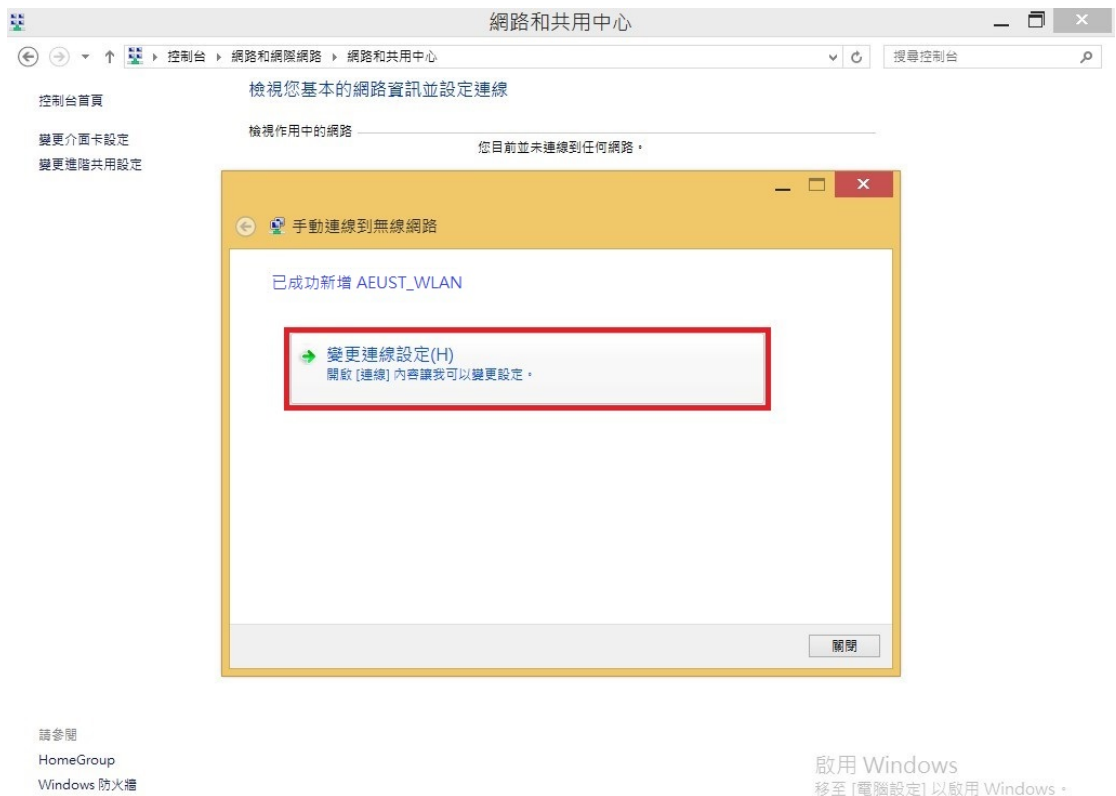 網路和共用中心
控制台 網路和網際網路 網路和共用中心
搜尋控制台
控制台首頁
變更介面卡設定
變更進階共用設定
檢視您基本的網路資訊並設定連線
檢視作用中的網路
您目前並未連線到任何網路。
手動連線到無線網路
已成功新增 AEUST_WLAN
變更連線設定(H)
開啟 [連線] 內容讓我可以變更設定。
關閉
請參閱
HomeGroup
Windows 防火牆
啟用 Windows
移至 [電腦設定] 以啟用 Windows。